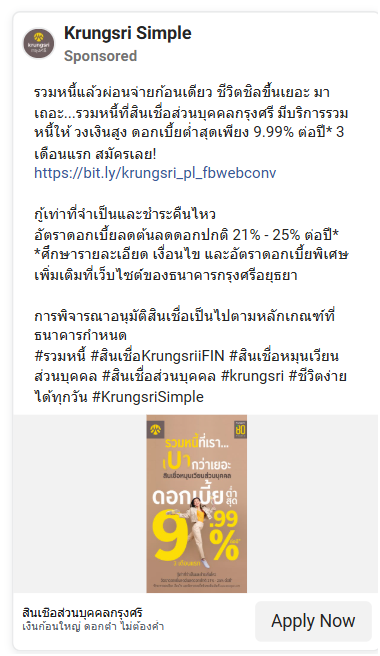 Krungsri Simple
Sponsored
krungsri
กรุงศรี
รวมหนี้แล้วผ่อนจ่ายก้อนเดียว ชีวิตชิลขึ้นเยอะ มา
เถอะ...รวมหนี้ที่สินเชื่อส่วนบุคคลกรุงศรี มีบริการรวม
หนี้ให้ วงเงินสูง ดอกเบี้ยต่ำสุดเพียง 9.99% ต่อปี* 3
เดือนแรก สมัครเลย!
https://bit.ly/krungsri_pl_fbwebconv
กู้เท่าที่จำเป็นและชำระคืนไหว
อัตราดอกเบี้ยลดต้นลดดอกปกติ 21% - 25% ต่อปี*
*ศึกษารายละเอียด เงื่อนไข และอัตราดอกเบี้ยพิเศษ
เพิ่มเติมที่เว็บไซต์ของธนาคารกรุงศรีอยุธยา
การพิจารณาอนุมัติสินเชื่อเป็นไปตามหลักเกณฑ์ที่
ธนาคารกำหนด
#รวมหนี้ #สินเชื่อKrungsriiFIN #สินเชื่อหมุนเวียน
ส่วนบุคคล #สินเชื่อส่วนบุคคล #krungsri #ชีวิตง่าย
ได้ทุกวัน #KrungsriSimple
รวมหนี้ที่เรา...
เบากว่าเยอะ
สินเชื่อหมุนเวียนส่วนบุคคล
ดอกเบี้ยต่ำสุด
9.99%
3 เดือนแรก
สินเชื่อส่วนบุคคลกรุงศรี
เงินก้อนใหญ่ ดอกต่ำ ไม่ต้องค้ำ
Apply Now